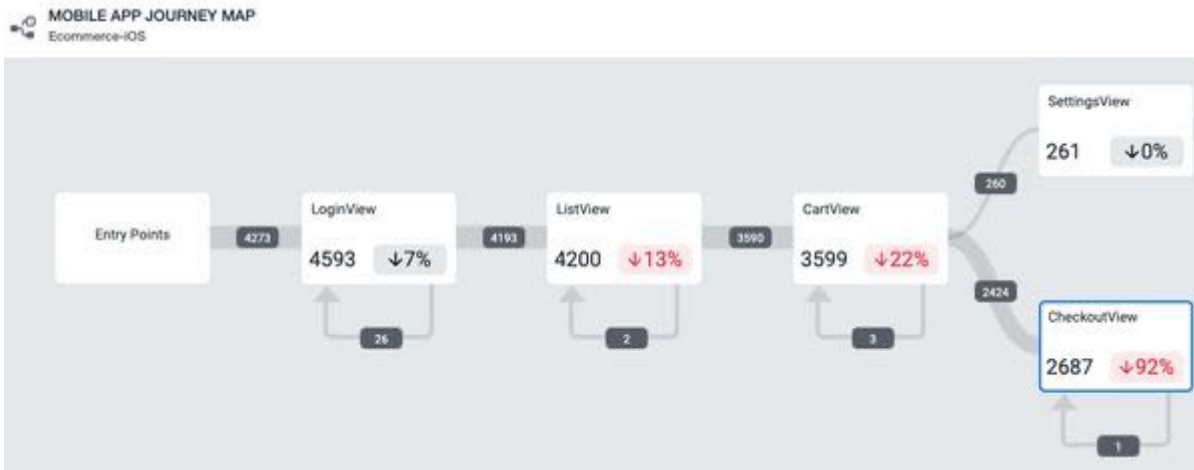 MOBILE APP JOURNEY MAP
Ecommerce-iOS
Entry Points
4273
LoginView
4593 ↓7%
26
4193
ListView
4200 ↓13%
2
3590
CartView
3599 ↓22%
3
260
SettingsView
261 ↓0%
2424
CheckoutView
2687 ↓92%
1